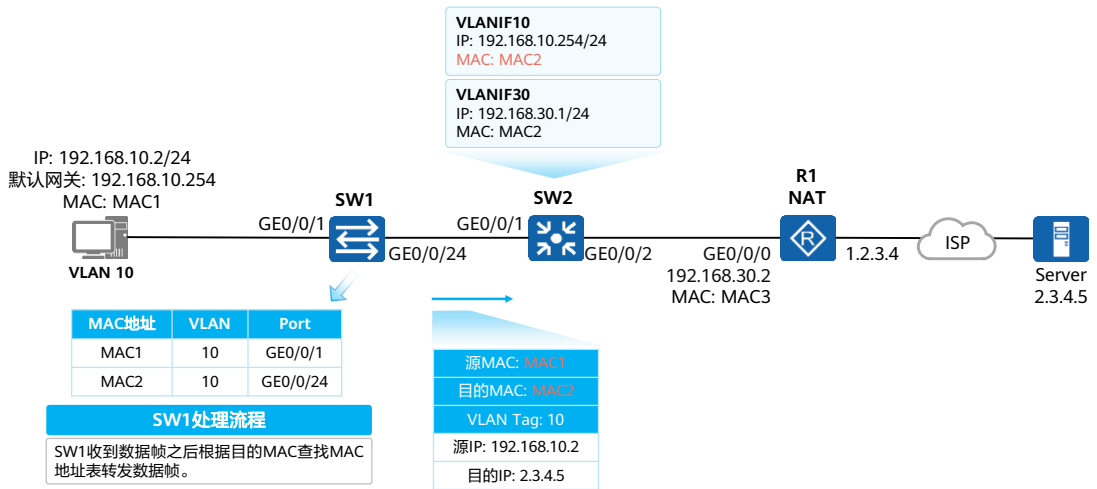 VLANIF10
IP: 192.168.10.254/24
MAC: MAC2
VLANIF30
IP: 192.168.30.1/24
MAC: MAC2
IP: 192.168.10.2/24
默认网关: 192.168.10.254
MAC: MAC1
VLAN 10
GE0/0/1
SW1
GE0/0/24
GE0/0/1
SW2
GE0/0/2
R1
NAT
GE0/0/0
192.168.30.2
MAC: MAC3
R
1.2.3.4
ISP
Server
2.3.4.5
MAC地址 VLAN Port
MAC1 10 GE0/0/1
MAC2 10 GE0/0/24
SW1处理流程
SW1收到数据帧之后根据目的MAC查找MAC
地址表转发数据帧。
源MAC: MAC1
目的MAC: MAC2
VLAN Tag: 10
源IP: 192.168.10.2
目的IP: 2.3.4.5